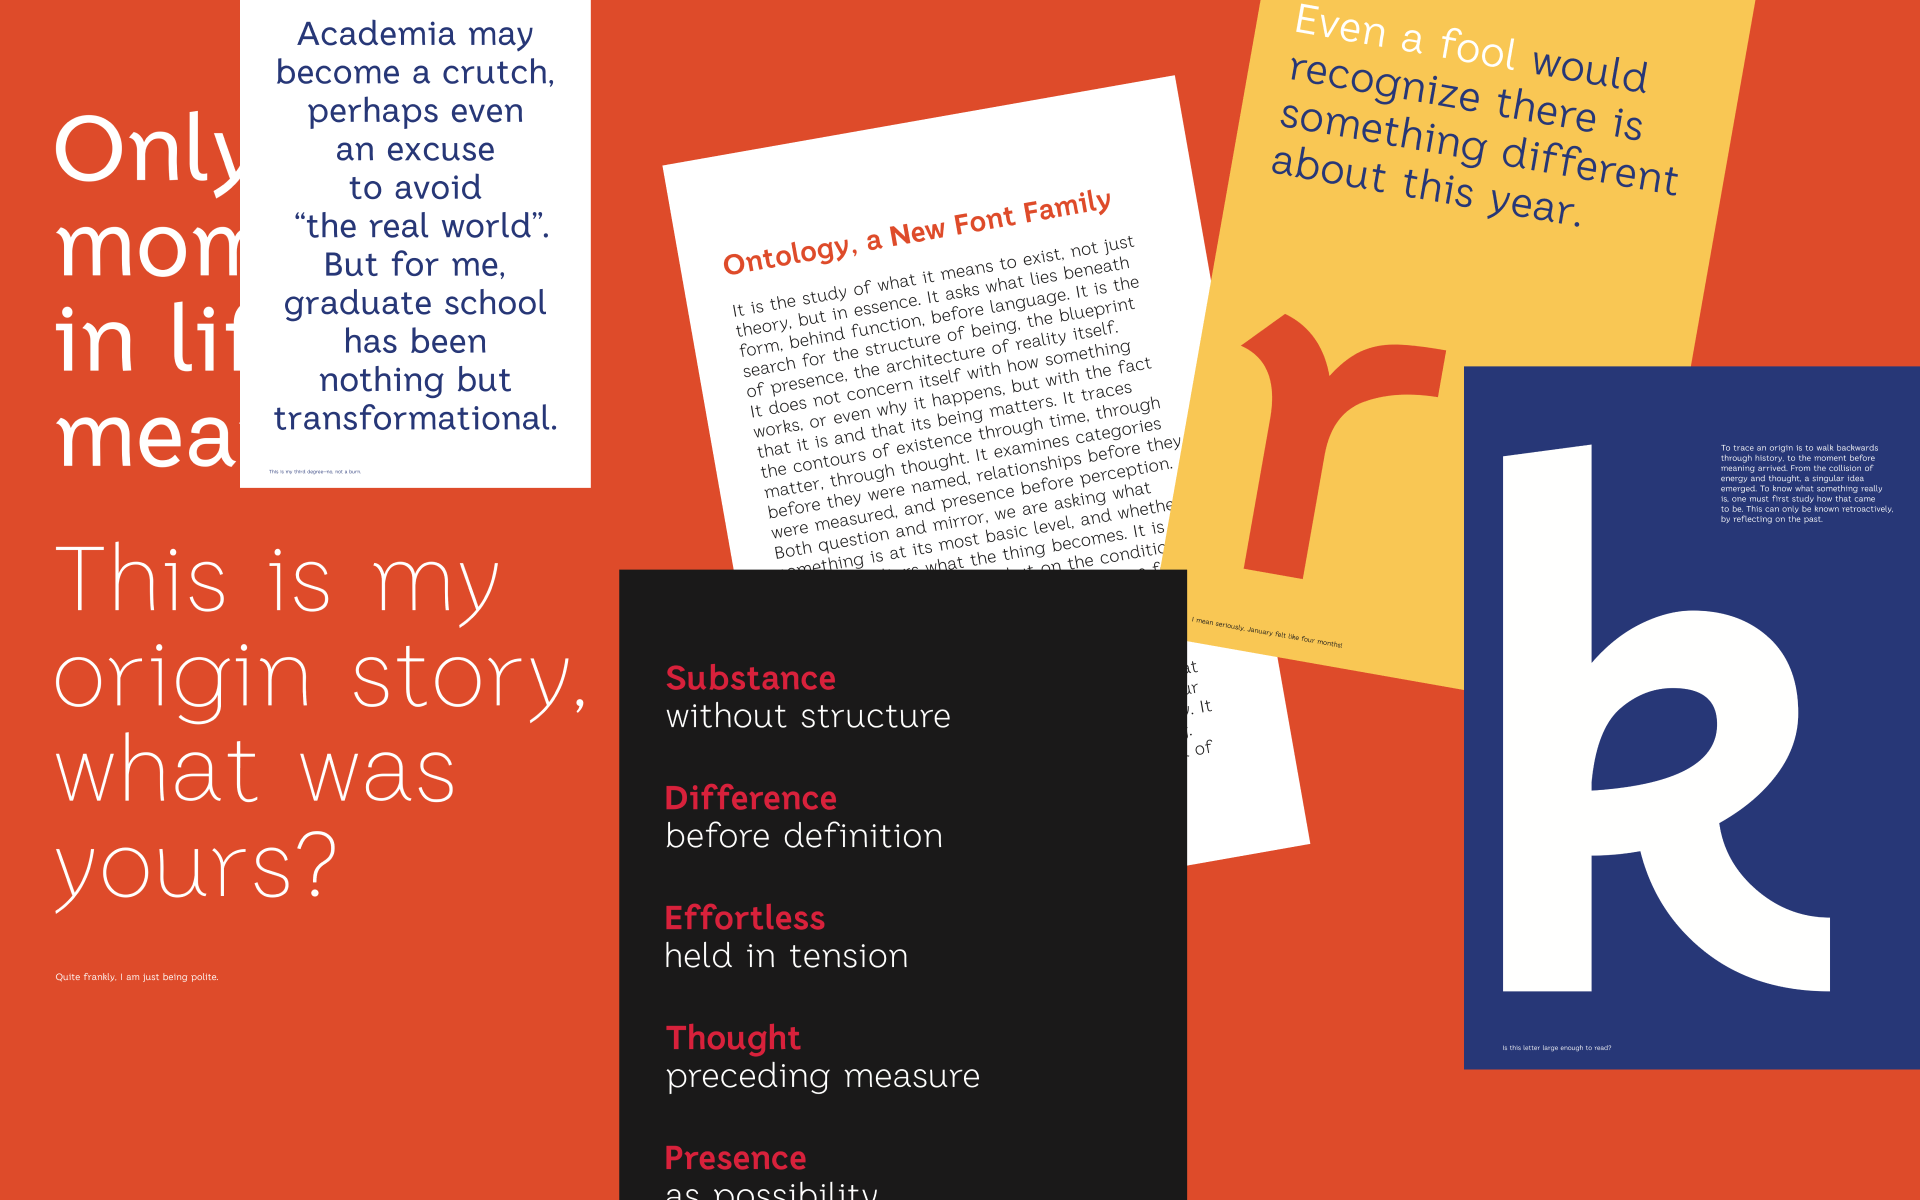 Only
mom
in lif
mea
This is my
origin story,
what was
yours?
Quite frankly, I am just being polite.
Academia may
become a crutch,
perhaps even
an excuse
to avoid
“the real world”.
But for me,
graduate school
has been
nothing but
transformational.
This is my third degree—no, not a burn.
Ontology, a New Font Family
It is the study of what it means to exist, not just
theory, but in essence. It asks what lies beneath
form, behind function, before language. It is the
search for the structure of being, the blueprint
of presence, the architecture of reality itself.
It does not concern itself with how something
works, or even why it happens, but with the fact
that it is and that its being matters. It traces
the contours of existence through time, through
matter, through thought. It examines categories
before they were named, relationships before they
were measured, and presence before perception.
Both question and mirror, we are asking what
something is at its most basic level, and whethe
what the thing becomes. It is
on the conditio
at
ur
. It
of
Substance
without structure
Difference
before definition
Effortless
held in tension
Thought
preceding measure
Presence
as possibility
Even a fool would
recognize there is
something different
about this year.
r
I mean seriously, January felt like four months!
To trace an origin is to walk backwards
through history, to the moment before
meaning arrived. From the collision of
energy and thought, a singular idea
emerged. To know what something really
is, one must first study how that came
to be. This can only be known retroactively,
by reflecting on the past.
k
Is this letter large enough to read?